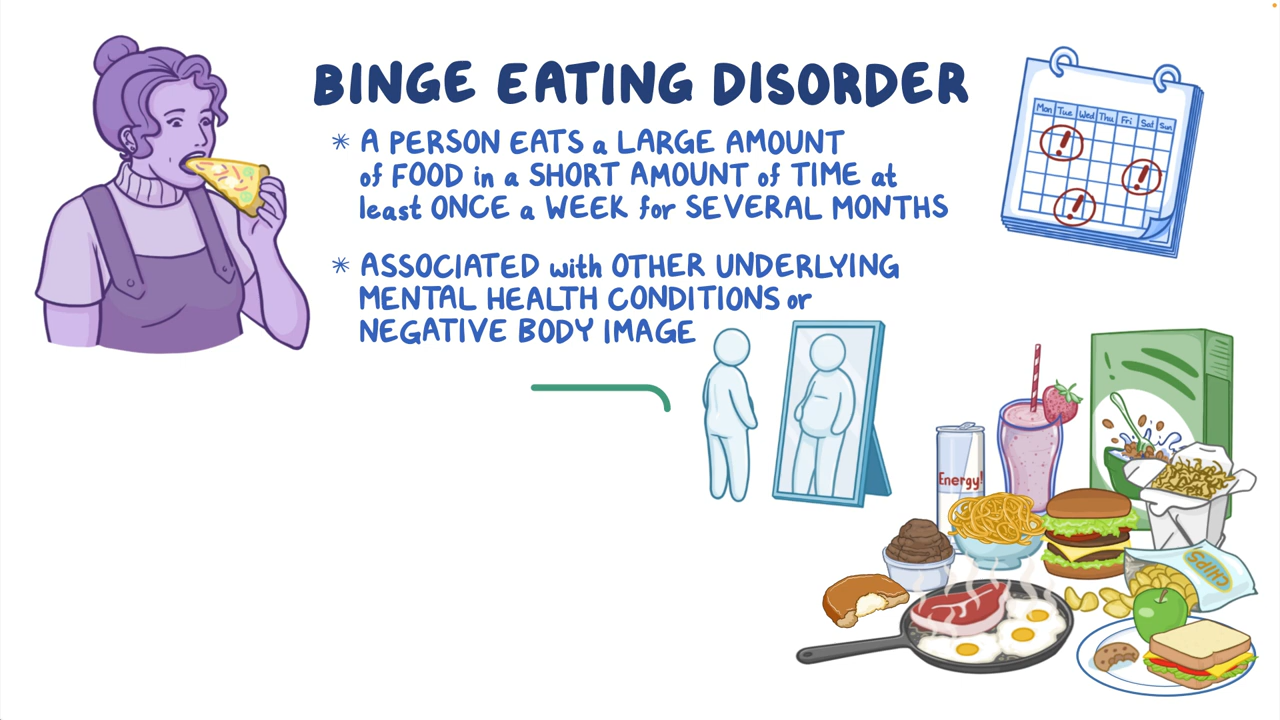 BINGE EATING DISORDER
* A PERSON EATS a LARGE AMOUNT
of FOOD in a SHORT AMOUNT of TIME at
least ONCE a WEEK for SEVERAL MONTHS
* ASSOCIATED with OTHER UNDERLYING
MENTAL HEALTH CONDITIONS or
NEGATIVE BODY IMAGE
Mon Tue Wed Thu Fri Sat Sun
!
!
!
Energy!
CHIPS